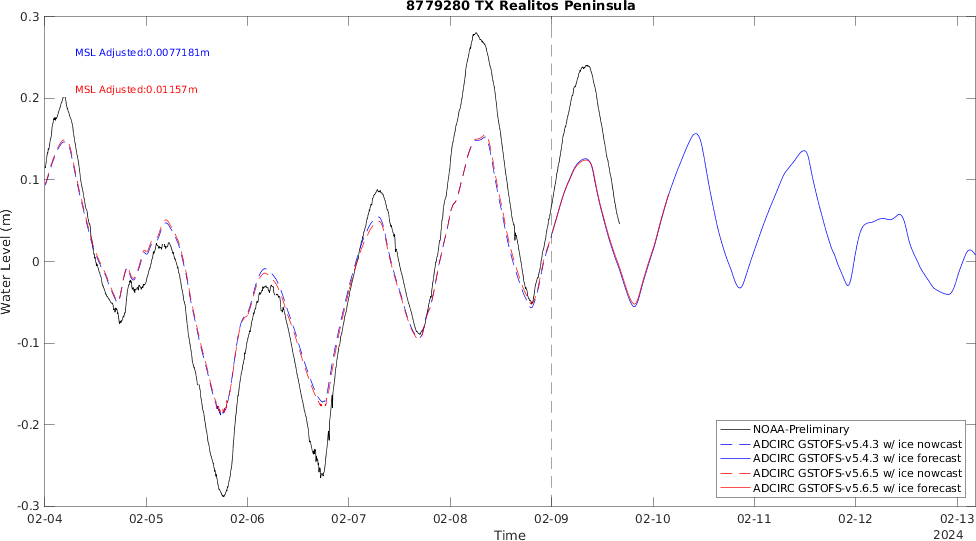 8779280 TX Realitos Peninsula
MSL Adjusted:0.0077181m
MSL Adjusted:0.01157m
Water Level (m)
0.3
0.2
0.1
0
-0.1
-0.2
-0.3
02-04 02-05 02-06 02-07 02-08 02-09 02-10 02-11 02-12 02-13
Time
2024
NOAA-Preliminary
ADCIRC GSTOFS-v5.4.3 w/ ice nowcast
ADCIRC GSTOFS-v5.4.3 w/ ice forecast
ADCIRC GSTOFS-v5.6.5 w/ ice nowcast
ADCIRC GSTOFS-v5.6.5 w/ ice forecast